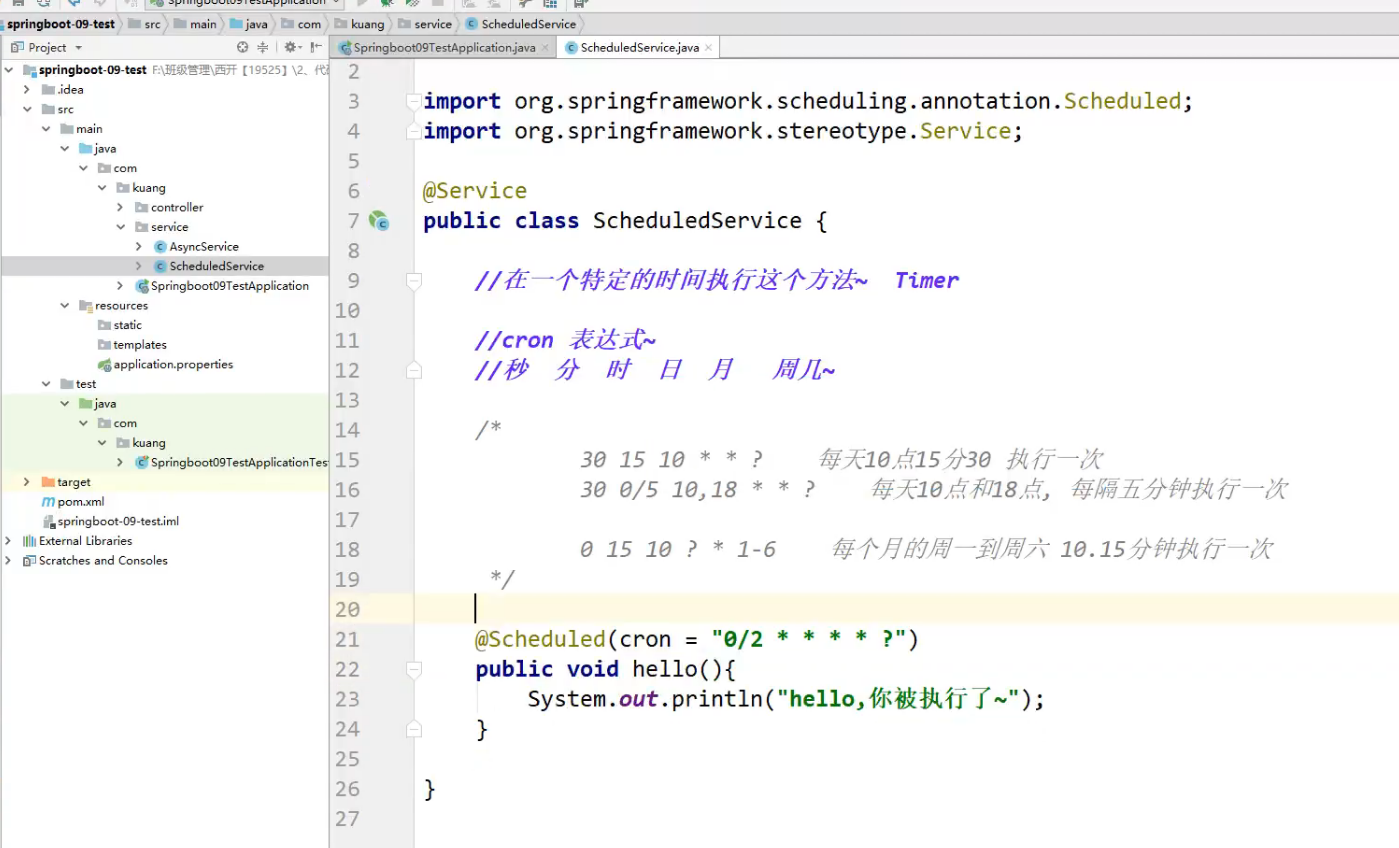 Springboot09TestApplication
springboot-09-test src main java com kuang service ScheduledService
Project
Springboot09TestApplication.java
ScheduledService.java
springboot-09-test F:\班级管理\西开【19525】\2、代
.idea
src
main
java
com
kuang
controller
service
AsyncService
ScheduledService
Springboot09TestApplication
resources
static
templates
application.properties
test
java
com
kuang
Springboot09TestApplicationTes
target
pom.xml
springboot-09-test.iml
External Libraries
Scratches and Consoles
2
3 import org.springframework.scheduling.annotation.Scheduled;
4 import org.springframework.stereotype.Service;
5
6 @Service
7 public class ScheduledService {
8
9 //在一个特定的时间执行这个方法~ Timer
10
11 //cron 表达式~
12 //秒 分 时 日 月 周几~
13
14 /*
15 30 15 10 * * ? 每天10点15分30 执行一次
16 30 0/5 10,18 * * ? 每天10点和18点, 每隔五分钟执行一次
17
18 0 15 10 ? * 1-6 每个月的周一到周六 10.15分钟执行一次
19 */
20
21 @Scheduled(cron = "0/2 * * * * ?")
22 public void hello(){
23 System.out.println("hello,你被执行了~");
24 }
25
26 }
27